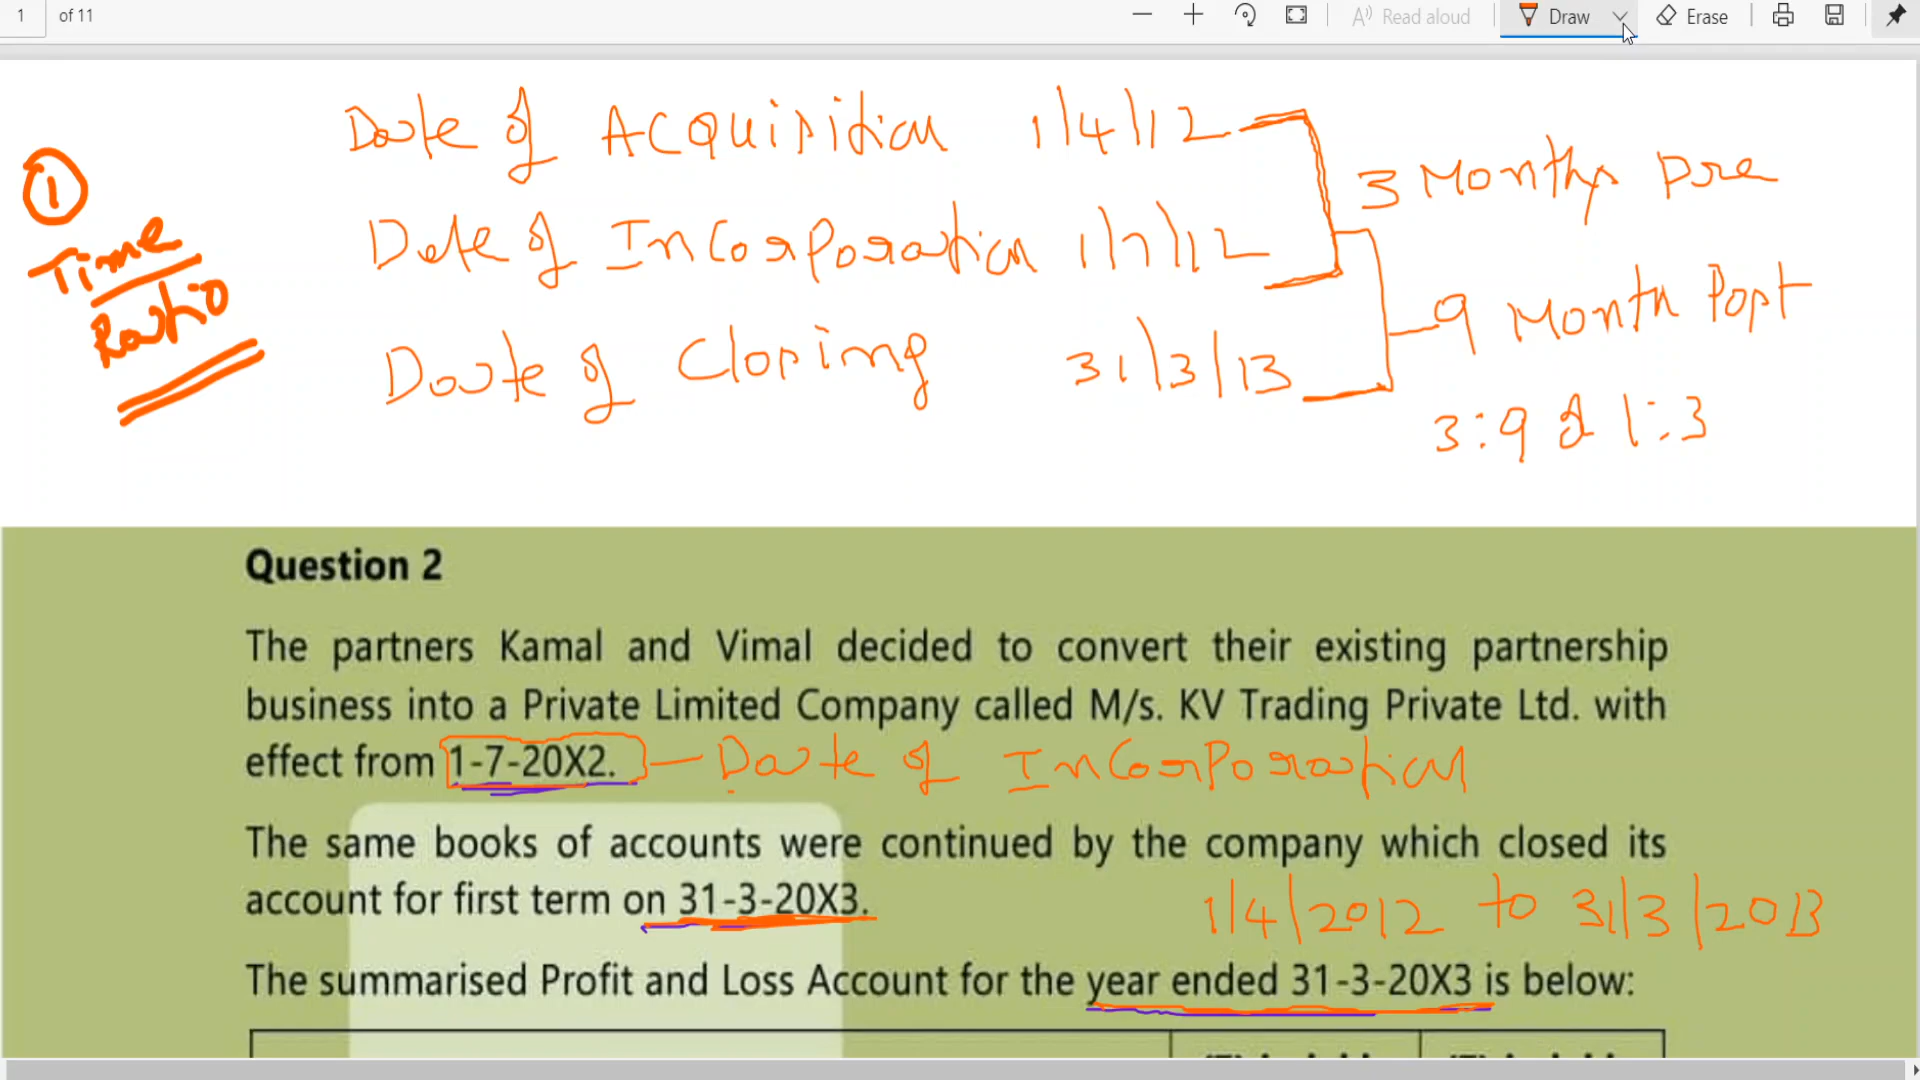 1 of 11 Read aloud Draw Erase
Date of Acquisition 1/4/12
3 Months Pre
1
Time
Ratio
Date of Incorporation 1/7/12
9 Month Post
Date of Closing 31/3/13
3:9 1:3
Question 2
The partners Kamal and Vimal decided to convert their existing partnership
business into a Private Limited Company called M/s. KV Trading Private Ltd. with
effect from 1-7-20X2. — Date of Incorporation
The same books of accounts were continued by the company which closed its
account for first term on 31-3-20X3.
1/4/2012 to 31/3/2013
The summarised Profit and Loss Account for the year ended 31-3-20X3 is below: